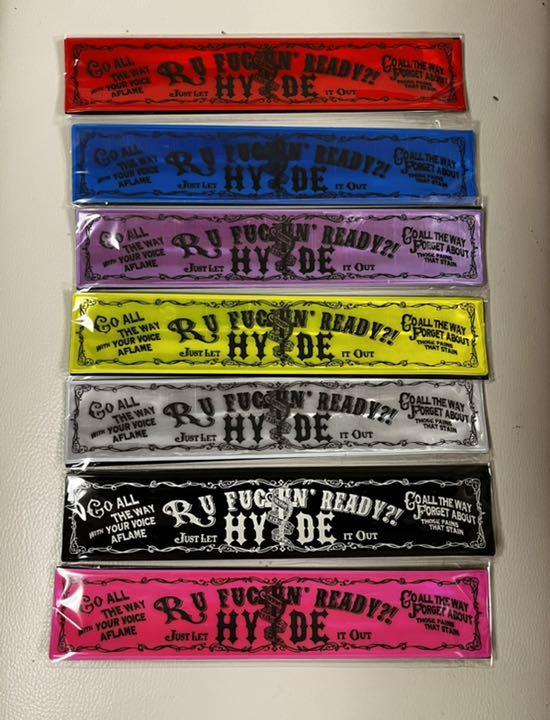 GO ALL
THE WAY
WITH YOUR VOICE
AFLAME
R U FUCKIN' READY?!
JUST LET HYDE IT OUT
GO ALL THE WAY
FORGET ABOUT
THOSE PAINS
THAT STAIN
GO ALL
THE WAY
WITH YOUR VOICE
AFLAME
R U FUCKIN' READY?!
JUST LET HYDE IT OUT
GO ALL THE WAY
FORGET ABOUT
THOSE PAINS
THAT STAIN
GO ALL
THE WAY
WITH YOUR VOICE
AFLAME
R U FUCKIN' READY?!
JUST LET HYDE IT OUT
GO ALL THE WAY
FORGET ABOUT
THOSE PAINS
THAT STAIN
GO ALL
THE WAY
WITH YOUR VOICE
AFLAME
R U FUCKIN' READY?!
JUST LET HYDE IT OUT
GO ALL THE WAY
FORGET ABOUT
THOSE PAINS
THAT STAIN
GO ALL
THE WAY
WITH YOUR VOICE
AFLAME
R U FUCKIN' READY?!
JUST LET HYDE IT OUT
GO ALL THE WAY
FORGET ABOUT
THOSE PAINS
THAT STAIN
GO ALL
THE WAY
WITH YOUR VOICE
AFLAME
R U FUCKIN' READY?!
JUST LET HYDE IT OUT
GO ALL THE WAY
FORGET ABOUT
THOSE PAINS
THAT STAIN
GO ALL
THE WAY
WITH YOUR VOICE
AFLAME
R U FUCKIN' READY?!
JUST LET HYDE IT OUT
GO ALL THE WAY
FORGET ABOUT
THOSE PAINS
THAT STAIN